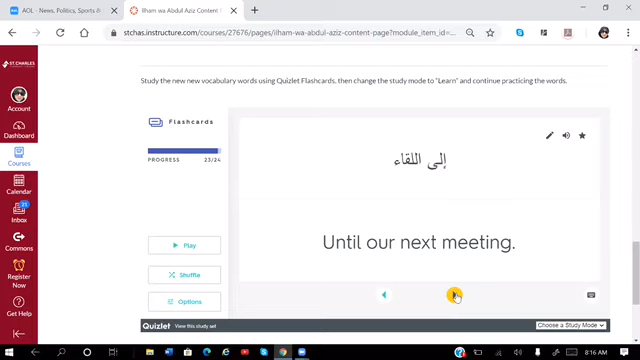 AOL - News, Politics, Sports &
Ilham wa Abdul Aziz Content Pag
stchas.instructure.com/courses/27676/pages/ilham-wa-abdul-aziz-content-page?module_item_id=...
Study the new new vocabulary words using Quizlet Flashcards, then change the study mode to "Learn" and continue practicing the words.
ST. CHARLES
Account
Dashboard
Courses
Calendar
21
Inbox
Commons
Register Now
Get Help
Flashcards
PROGRESS 23/24
إلى اللقاء
Until our next meeting.
Play
Shuffle
Options
Quizlet View this study set
Choose a Study Mode
8:16 AM